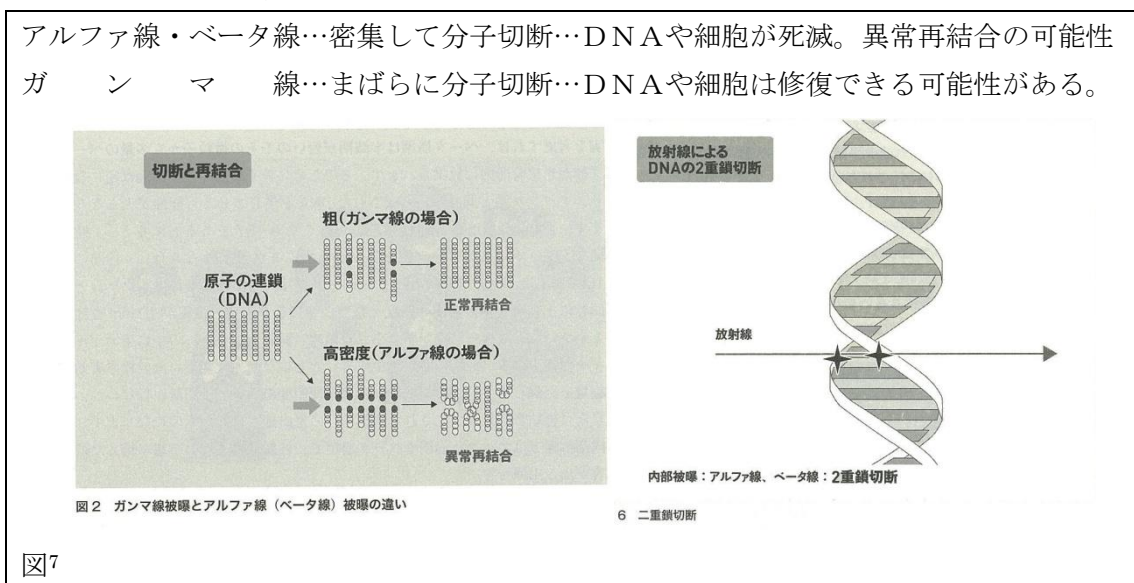 アルファ線・ベータ線…密集して分子切断…ＤＮＡや細胞が死滅。異常再結合の可能性
ガンマ線…まばらに分子切断…ＤＮＡや細胞は修復できる可能性がある。
切断と再結合
粗(ガンマ線の場合)
原子の連鎖
(DNA)
正常再結合
高密度(アルファ線の場合)
異常再結合
図２ ガンマ線被曝とアルファ線（ベータ線）被曝の違い
放射線による
DNAの2重鎖切断
放射線
内部被曝：アルファ線、ベータ線：2重鎖切断
6 二重鎖切断
図7